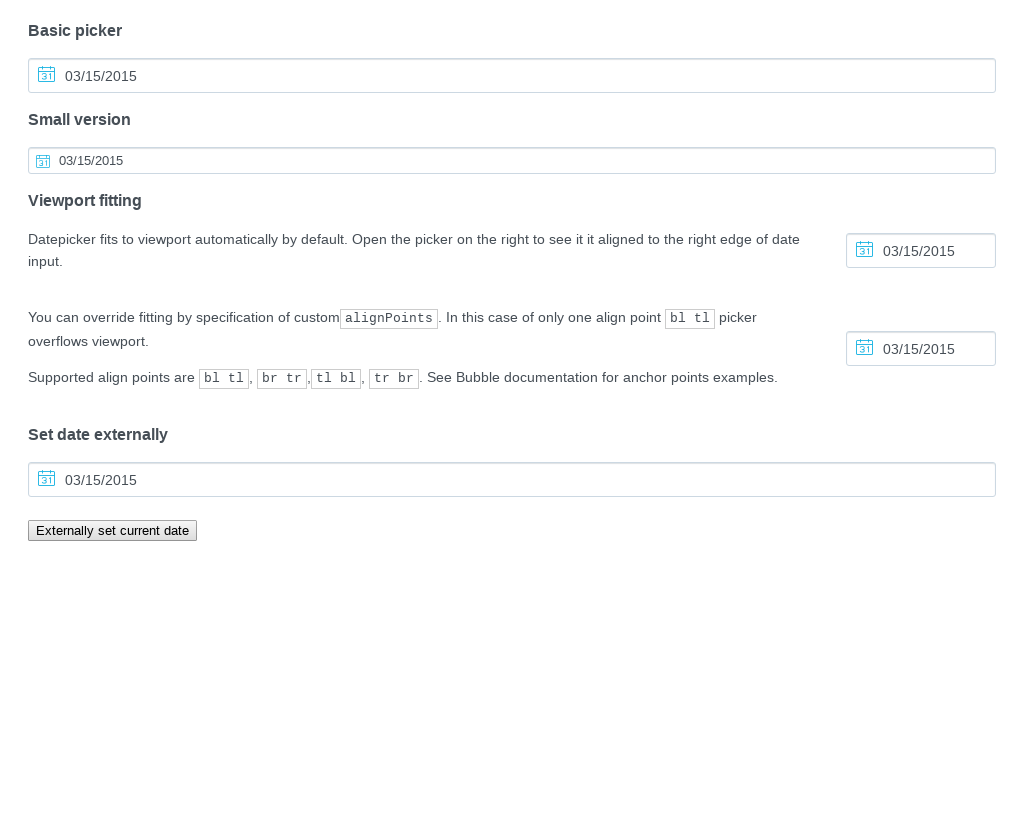 Basic picker
31 03/15/2015
Small version
31 03/15/2015
Viewport fitting
Datepicker fits to viewport automatically by default. Open the picker on the right to see it it aligned to the right edge of date
input.
31 03/15/2015
You can override fitting by specification of custom alignPoints. In this case of only one align point bl tl picker
overflows viewport.
31 03/15/2015
Supported align points are bl tl, br tr, tl bl, tr br. See Bubble documentation for anchor points examples.
Set date externally
31 03/15/2015
Externally set current date